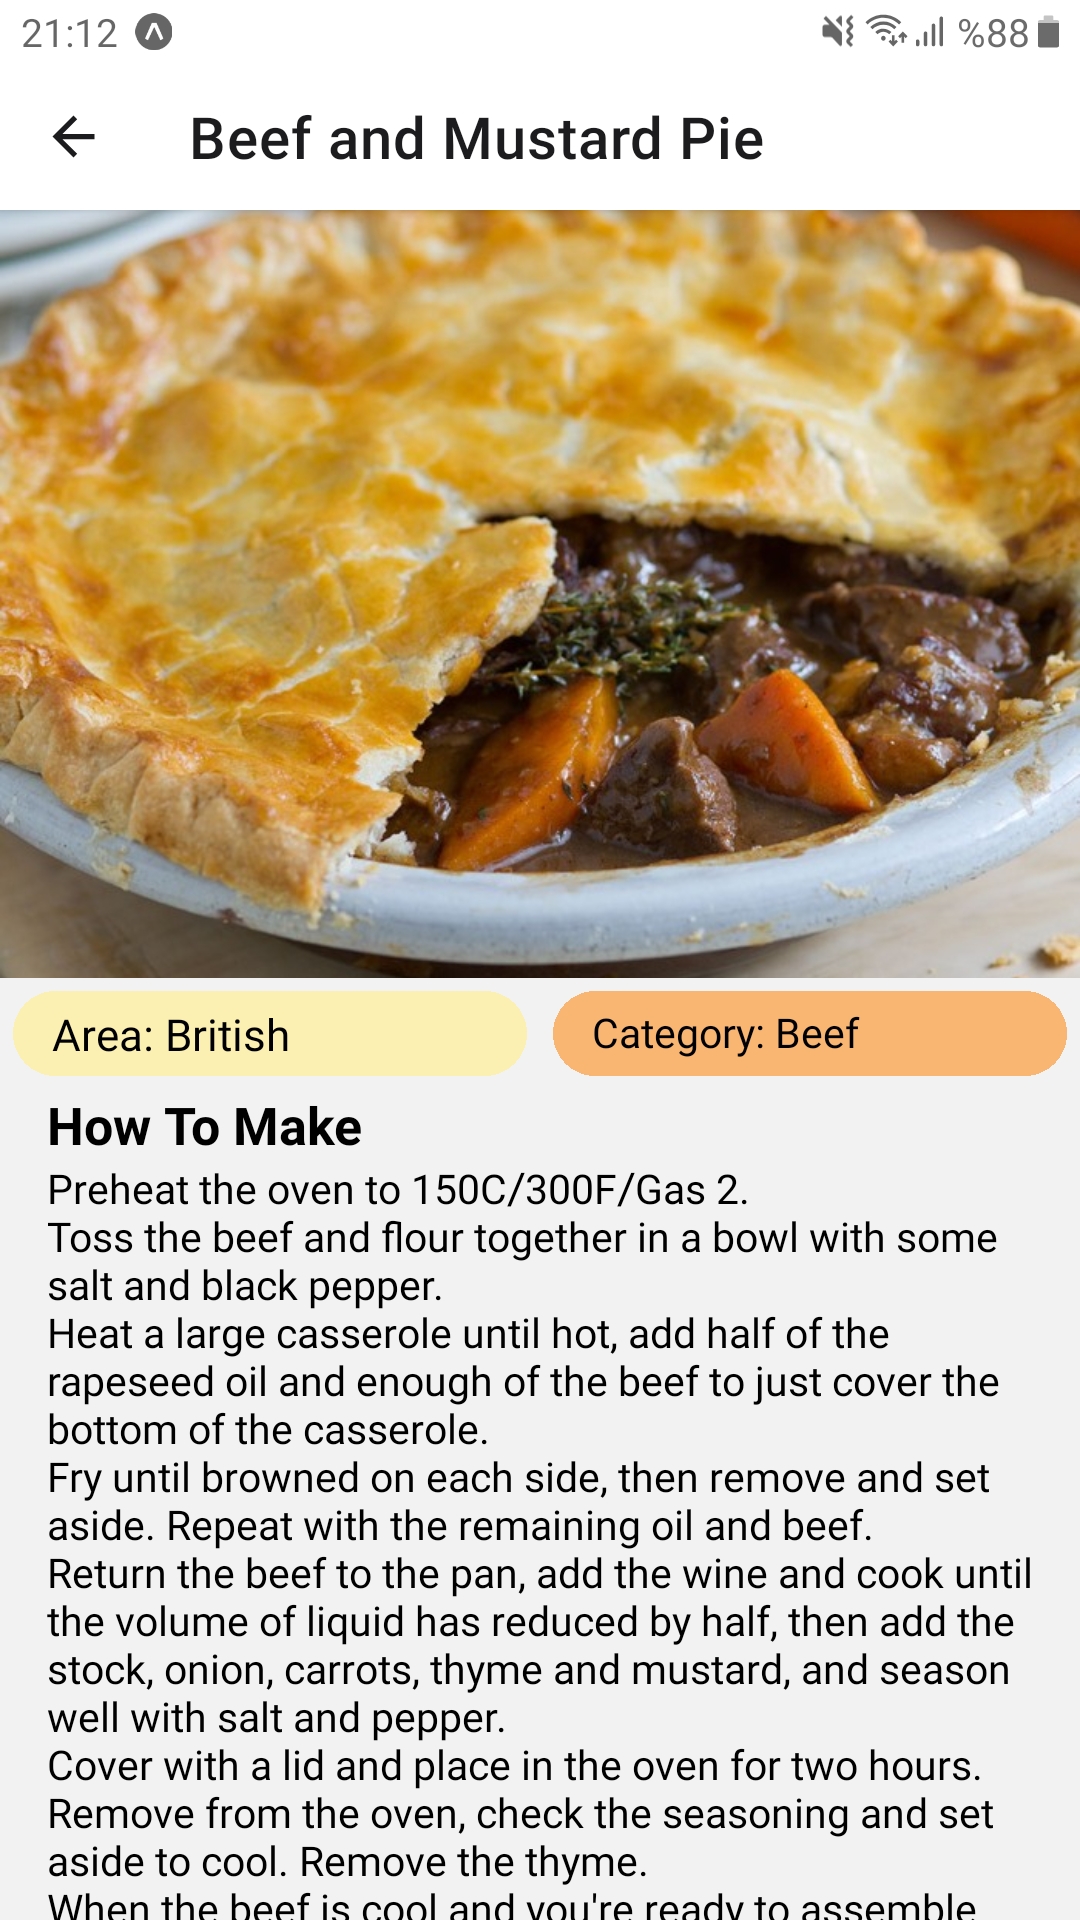 21:12
%88
Beef and Mustard Pie
Area: British
Category: Beef
How To Make
Preheat the oven to 150C/300F/Gas 2.
Toss the beef and flour together in a bowl with some
salt and black pepper.
Heat a large casserole until hot, add half of the
rapeseed oil and enough of the beef to just cover the
bottom of the casserole.
Fry until browned on each side, then remove and set
aside. Repeat with the remaining oil and beef.
Return the beef to the pan, add the wine and cook until
the volume of liquid has reduced by half, then add the
stock, onion, carrots, thyme and mustard, and season
well with salt and pepper.
Cover with a lid and place in the oven for two hours.
Remove from the oven, check the seasoning and set
aside to cool. Remove the thyme.
When the beef is cool and you're ready to assemble